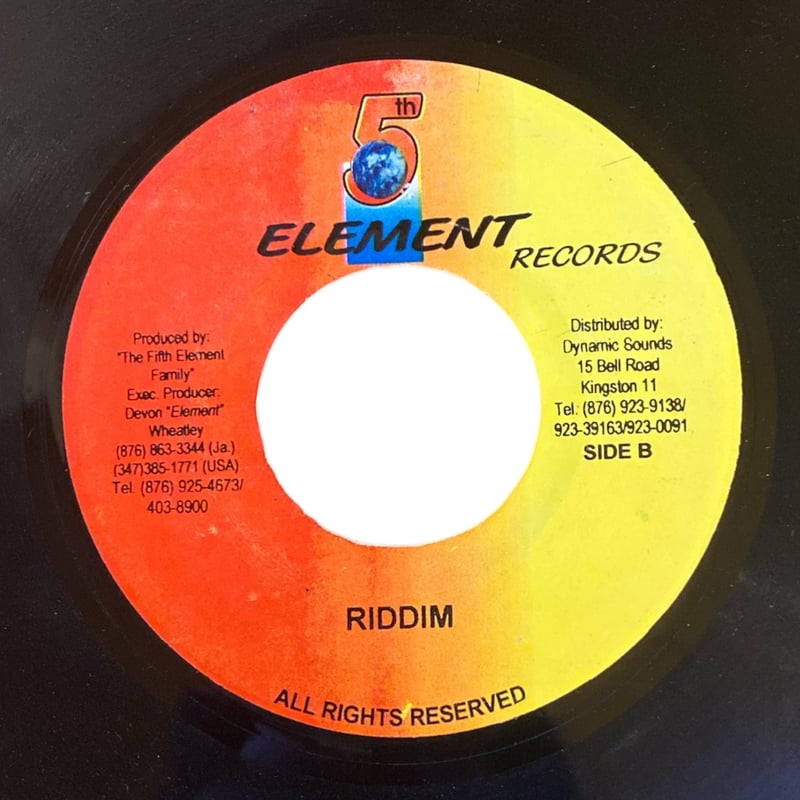 5th
ELEMENT
RECORDS
Produced by:
"The Fifth Element
Family"
Exec. Producer:
Devon "Element"
Wheatley
(876) 863-3344 (Ja.)
(347)385-1771 (USA)
Tel. (876) 925-4673/
403-8900
Distributed by:
Dynamic Sounds
15 Bell Road
Kingston 11
Tel: (876) 923-9138/
923-39163/923-0091
SIDE B
RIDDIM
ALL RIGHTS RESERVED